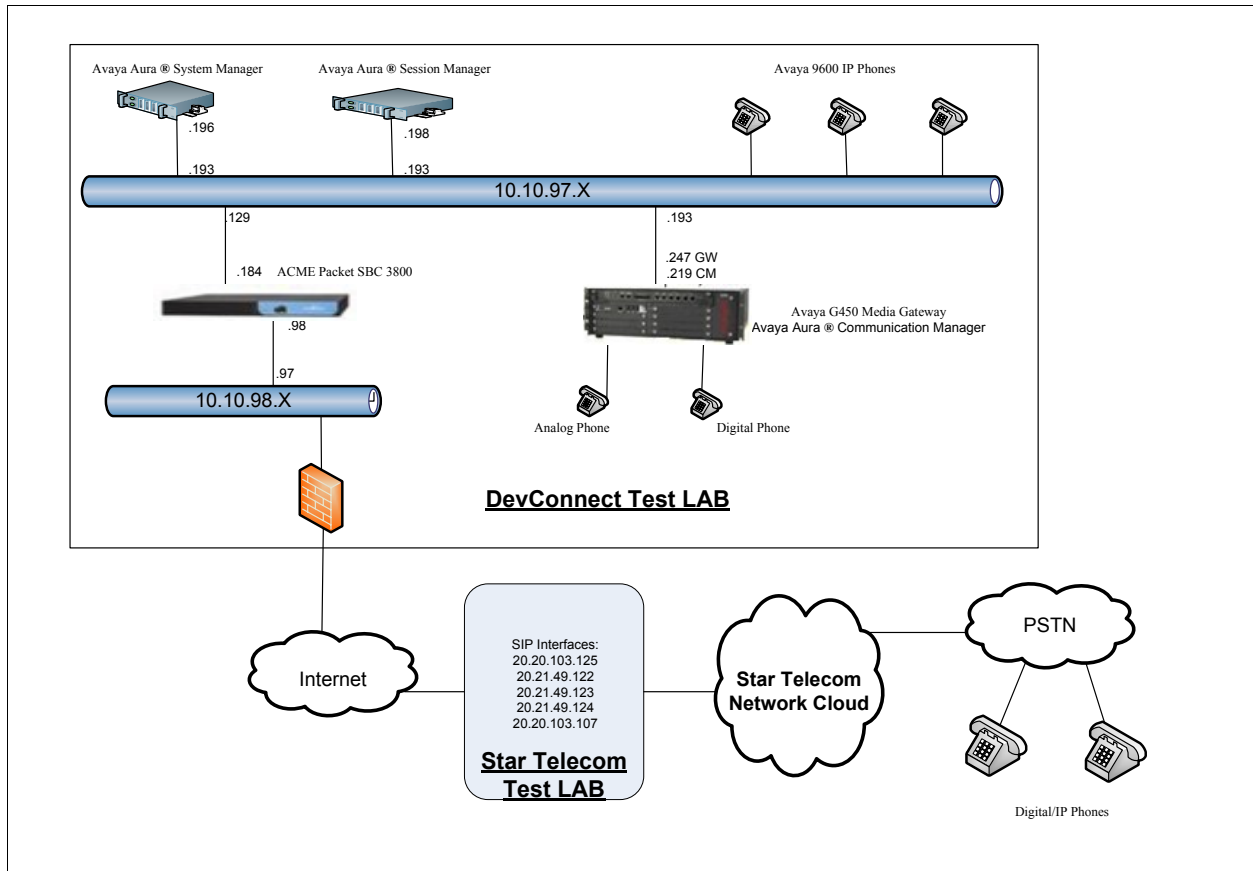 Avaya Aura ® System Manager
Avaya Aura ® Session Manager
Avaya 9600 IP Phones
.196
.198
.193
.193
10.10.97.X
.129
.193
.184
ACME Packet SBC 3800
.247 GW
.219 CM
.98
Avaya G450 Media Gateway
Avaya Aura ® Communication Manager
.97
10.10.98.X
Analog Phone
Digital Phone
DevConnect Test LAB
Internet
SIP Interfaces:
20.20.103.125
20.21.49.122
20.21.49.123
20.21.49.124
20.20.103.107
Star Telecom
Test LAB
Star Telecom
Network Cloud
PSTN
Digital/IP Phones